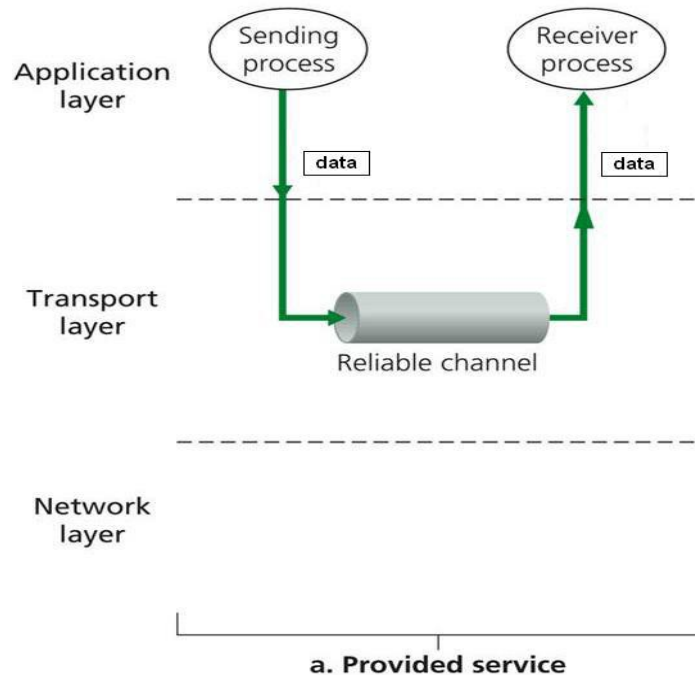 Sending
process
Receiver
process
Application
layer
data
data
Transport
layer
Reliable channel
Network
layer
a. Provided service